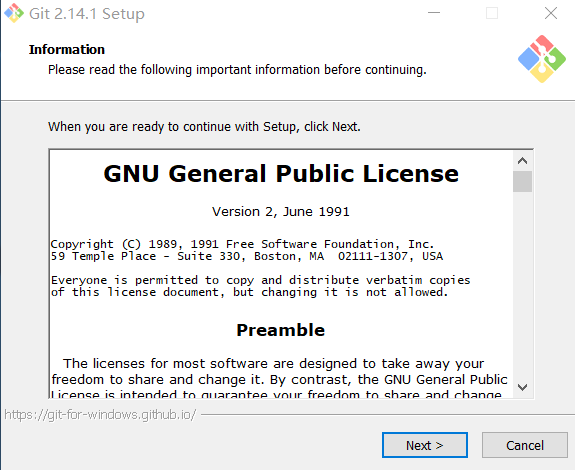 Git 2.14.1 Setup
Information
Please read the following important information before continuing.
When you are ready to continue with Setup, click Next.
GNU General Public License
Version 2, June 1991
Copyright (C) 1989, 1991 Free Software Foundation, Inc.
59 Temple Place - Suite 330, Boston, MA  02111-1307, USA
Everyone is permitted to copy and distribute verbatim copies
of this license document, but changing it is not allowed.
Preamble
The licenses for most software are designed to take away your
freedom to share and change it. By contrast, the GNU General Public
License is intended to guarantee your freedom to share and change
https://git-for-windows.github.io/
Next >
Cancel